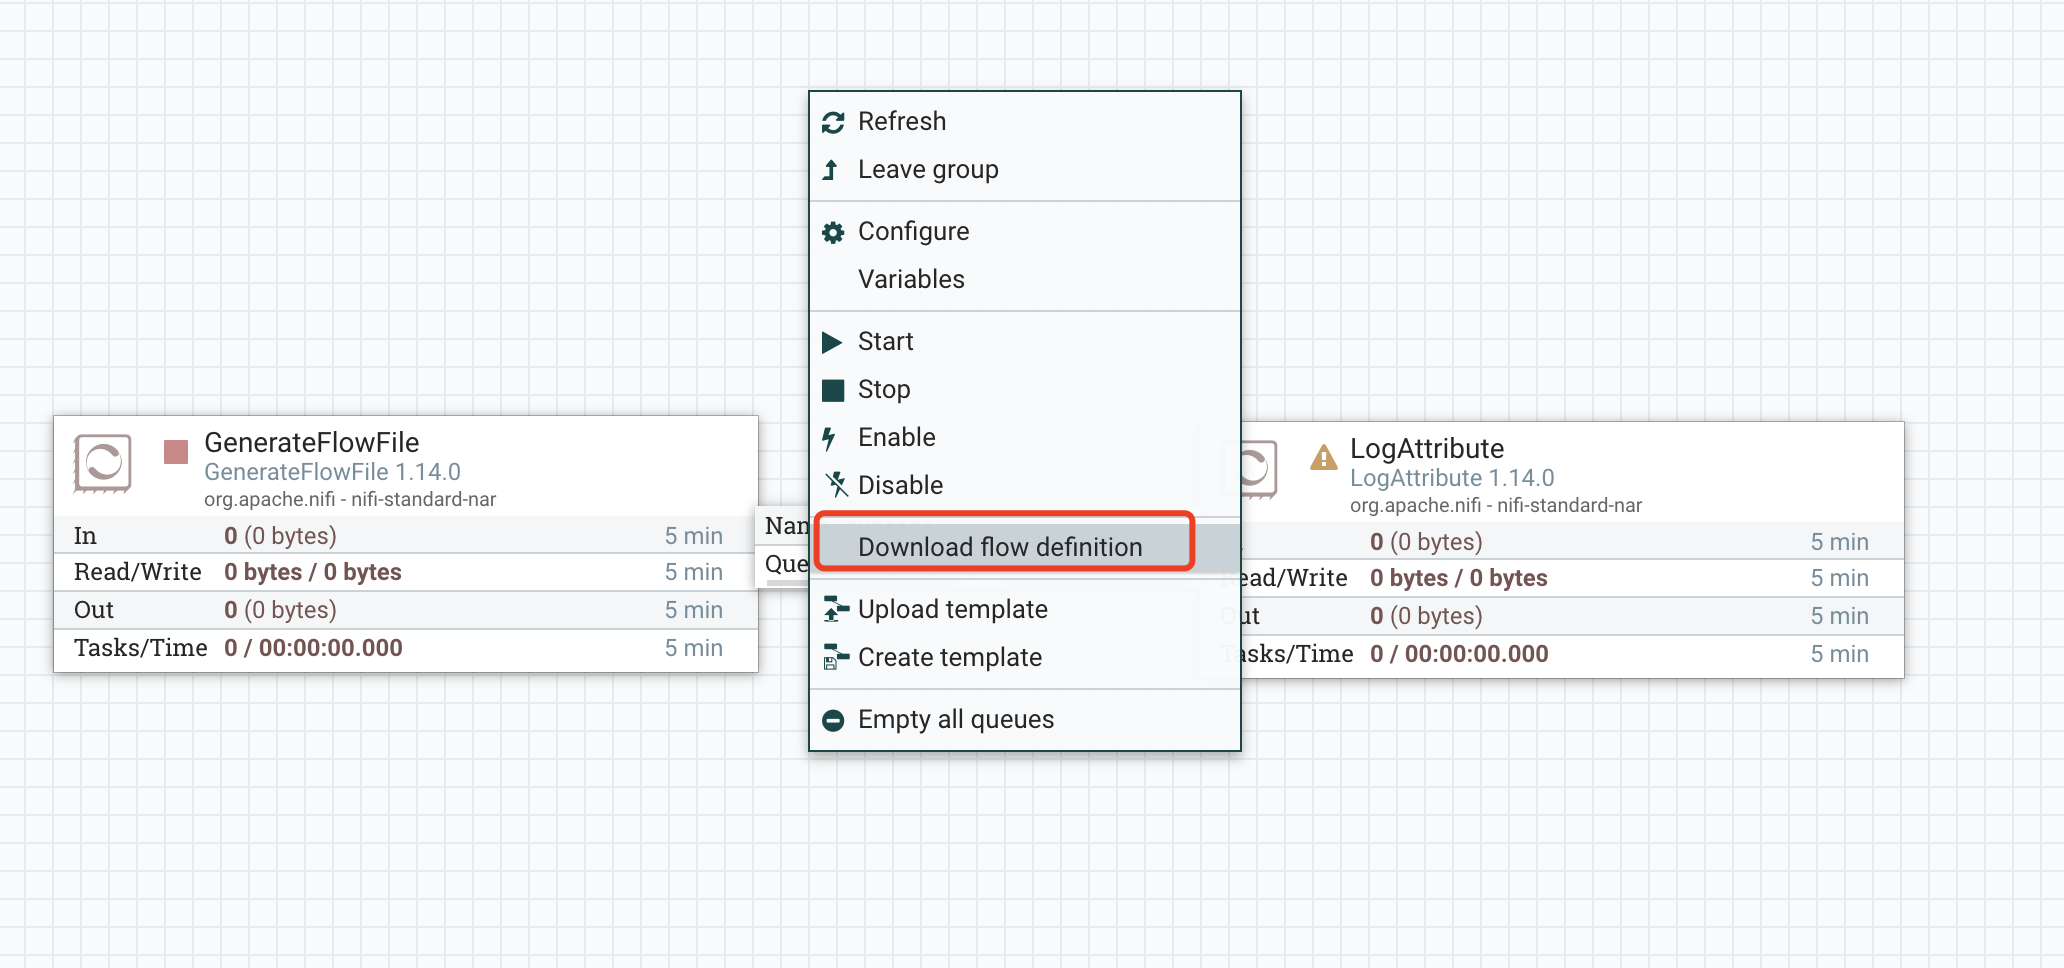 Refresh
Leave group
Configure
Variables
Start
Stop
Enable
Disable
Download flow definition
Upload template
Create template
Empty all queues
GenerateFlowFile
GenerateFlowFile 1.14.0
org.apache.nifi - nifi-standard-nar
In 0 (0 bytes) 5 min
Read/Write 0 bytes / 0 bytes 5 min
Out 0 (0 bytes) 5 min
Tasks/Time 0 / 00:00:00.000 5 min
LogAttribute
LogAttribute 1.14.0
org.apache.nifi - nifi-standard-nar
0 (0 bytes) 5 min
Read/Write 0 bytes / 0 bytes 5 min
Out 0 (0 bytes) 5 min
Tasks/Time 0 / 00:00:00.000 5 min